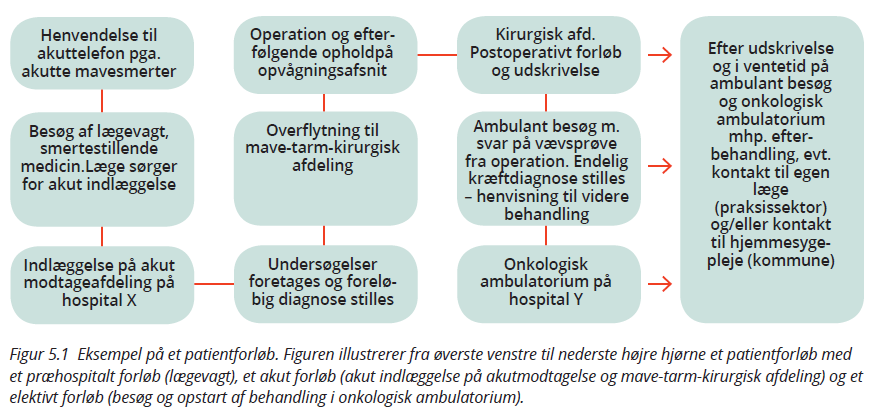 Henvendelse til
akuttelefon pga.
akutte mavesmerter
Besøg af lægevagt,
smertestillende
medicin.Læge sørger
for akut indlæggelse
Indlæggelse på akut
modtageafdeling på
hospital X
Undersøgelser
foretages og forelø-
big diagnose stilles
Overflytning til
mave-tarm-kirurgisk
afdeling
Operation og efter-
følgende opholdpå
opvågningsafsnit
Kirurgisk afd.
Postoperativt forløb
og udskrivelse
Ambulant besøg m.
svar på vævsprøve
fra operation. Endelig
kræftdiagnose stilles
– henvisning til videre
behandling
Onkologisk
ambulatorium på
hospital Y
Efter udskrivelse
og i ventetid på
ambulant besøg
og onkologisk
ambulatorium
mhp. efter-
behandling, evt.
kontakt til egen
læge
(praksissektor)
og/eller kontakt
til hjemmesyge-
pleje (kommune)
Figur 5.1 Eksempel på et patientforløb. Figuren illustrerer fra øverste venstre til nederste højre hjørne et patientforløb med
et præhospitalt forløb (lægevagt), et akut forløb (akut indlæggelse på akutmodtagelse og mave-tarm-kirurgisk afdeling) og et
elektivt forløb (besøg og opstart af behandling i onkologisk ambulatorium).